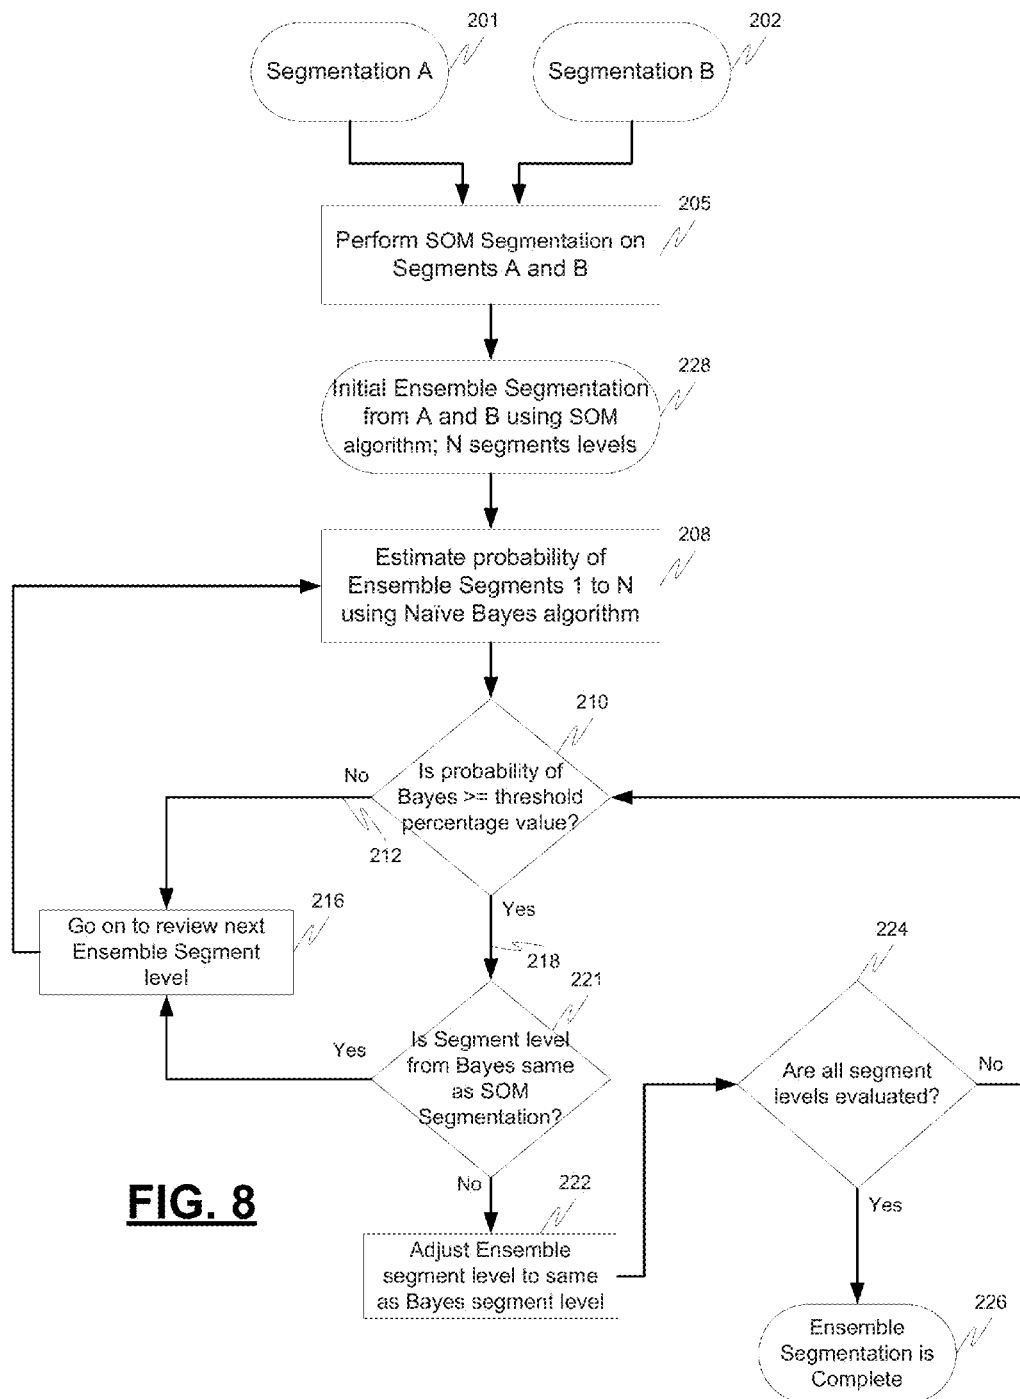 201
202
Segmentation A
Segmentation B
205
Perform SOM Segmentation on
Segments A and B
228
Initial Ensemble Segmentation
from A and B using SOM
algorithm; N segments levels
208
Estimate probability of
Ensemble Segments 1 to N
using Naïve Bayes algorithm
210
No
Is probability of
Bayes >= threshold
percentage value?
212
216
Go on to review next
Ensemble Segment
level
Yes
218
221
224
Yes
Is Segment level
from Bayes same
as SOM
Segmentation?
Are all segment
levels evaluated?
No
No
222
Yes
FIG. 8
Adjust Ensemble
segment level to same
as Bayes segment level
226
Ensemble
Segmentation is
Complete